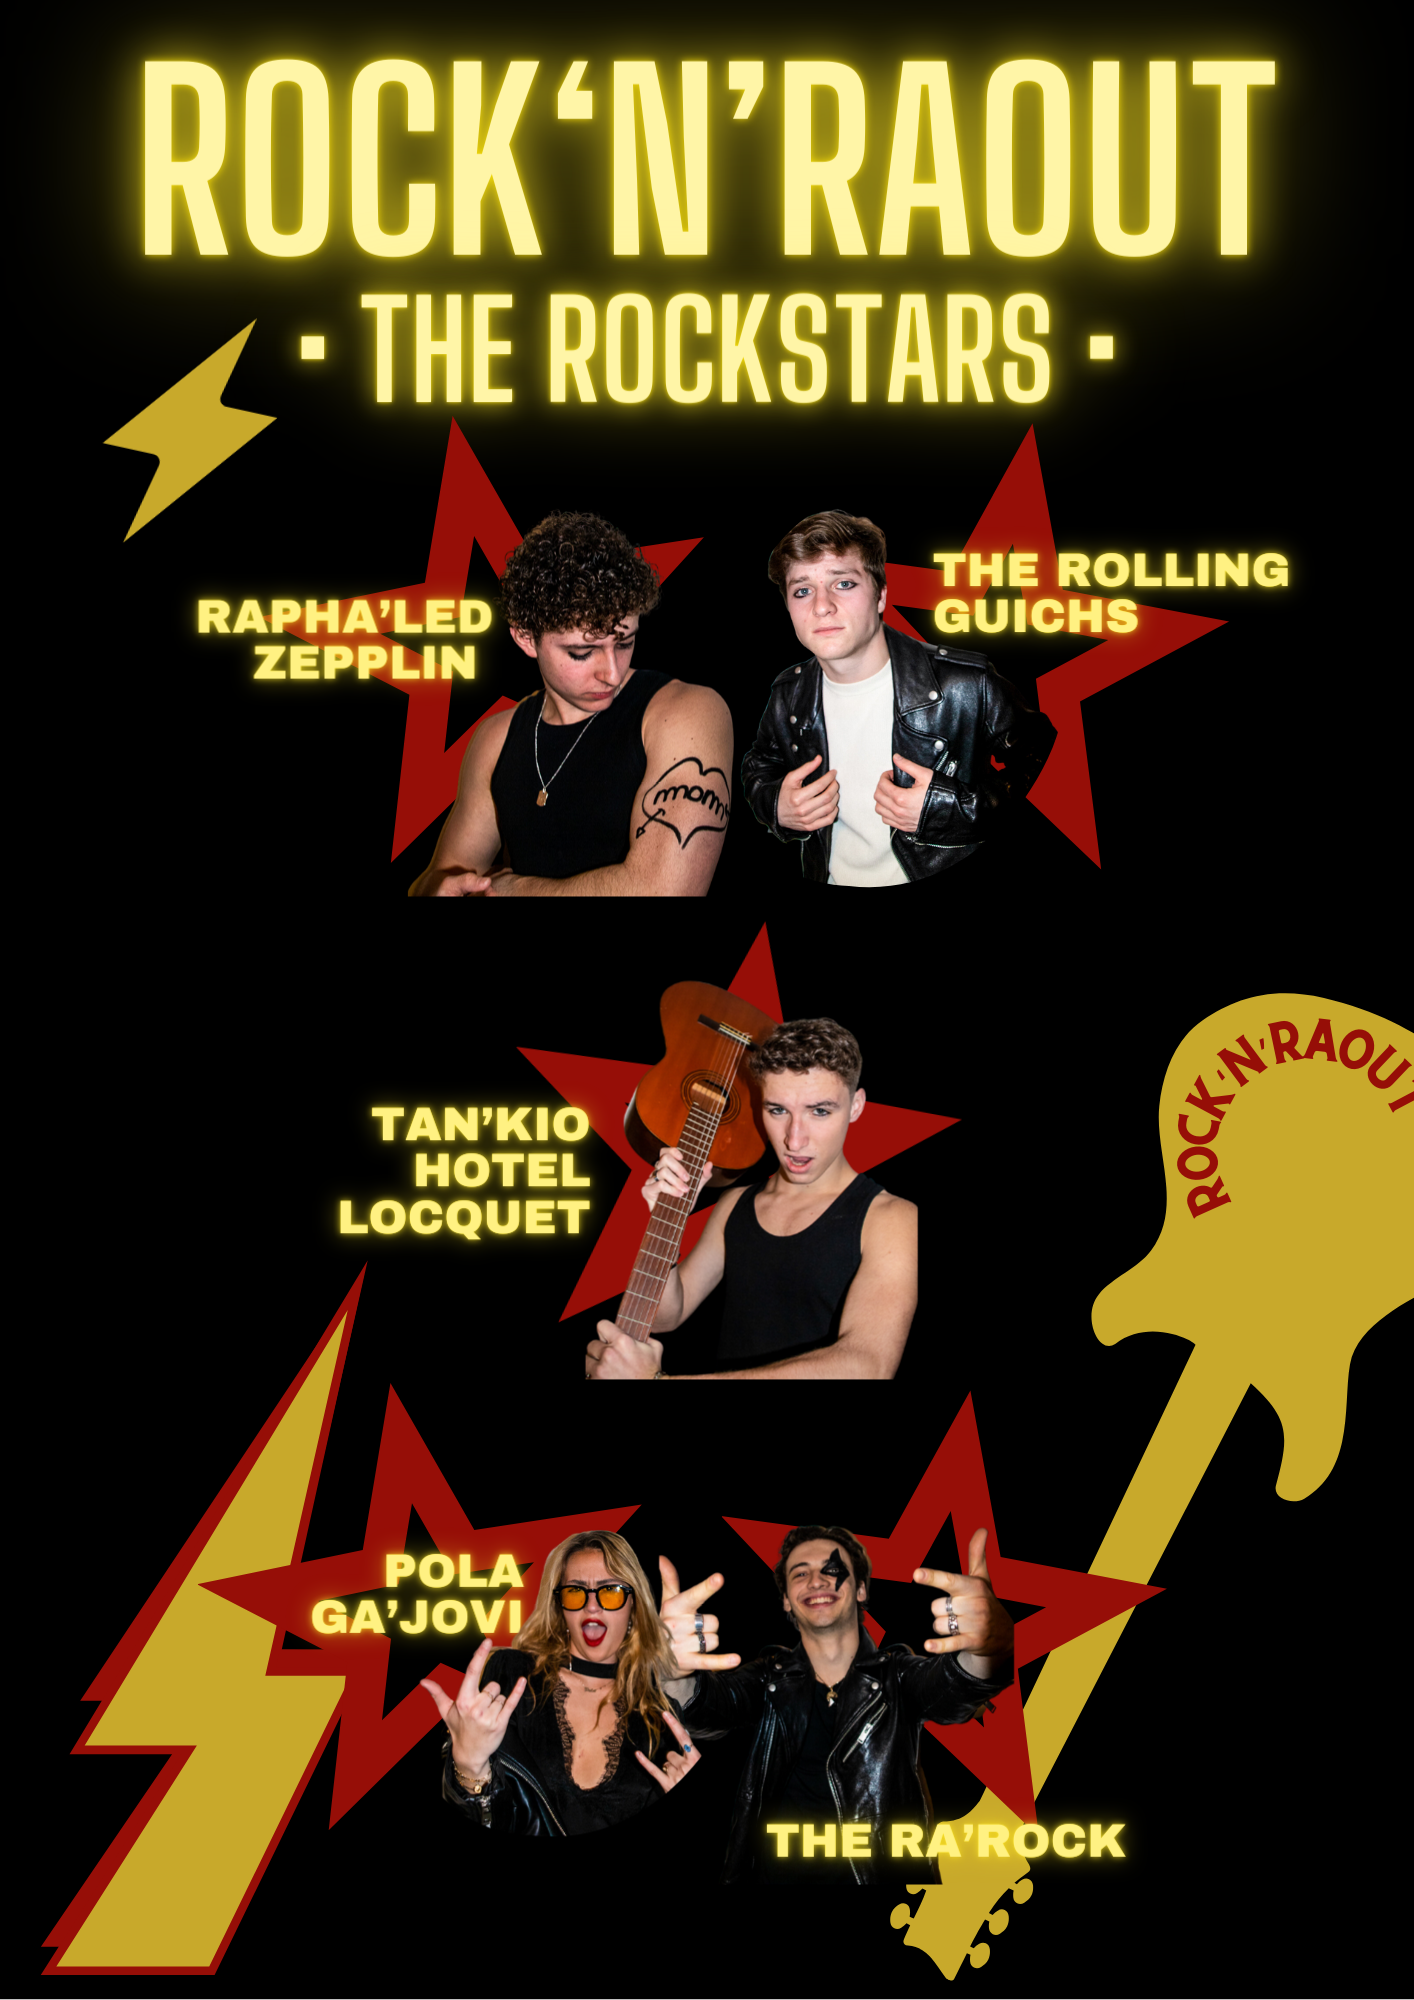 ROCK‘N’RAOUT
· THE ROCKSTARS ·
RAPHA’LED
ZEPPLIN
THE ROLLING
GUICHS
mom
TAN’KIO
HOTEL
LOCQUET
ROCK'N'RAOUT
POLA
GA’JOVI
THE RA’ROCK